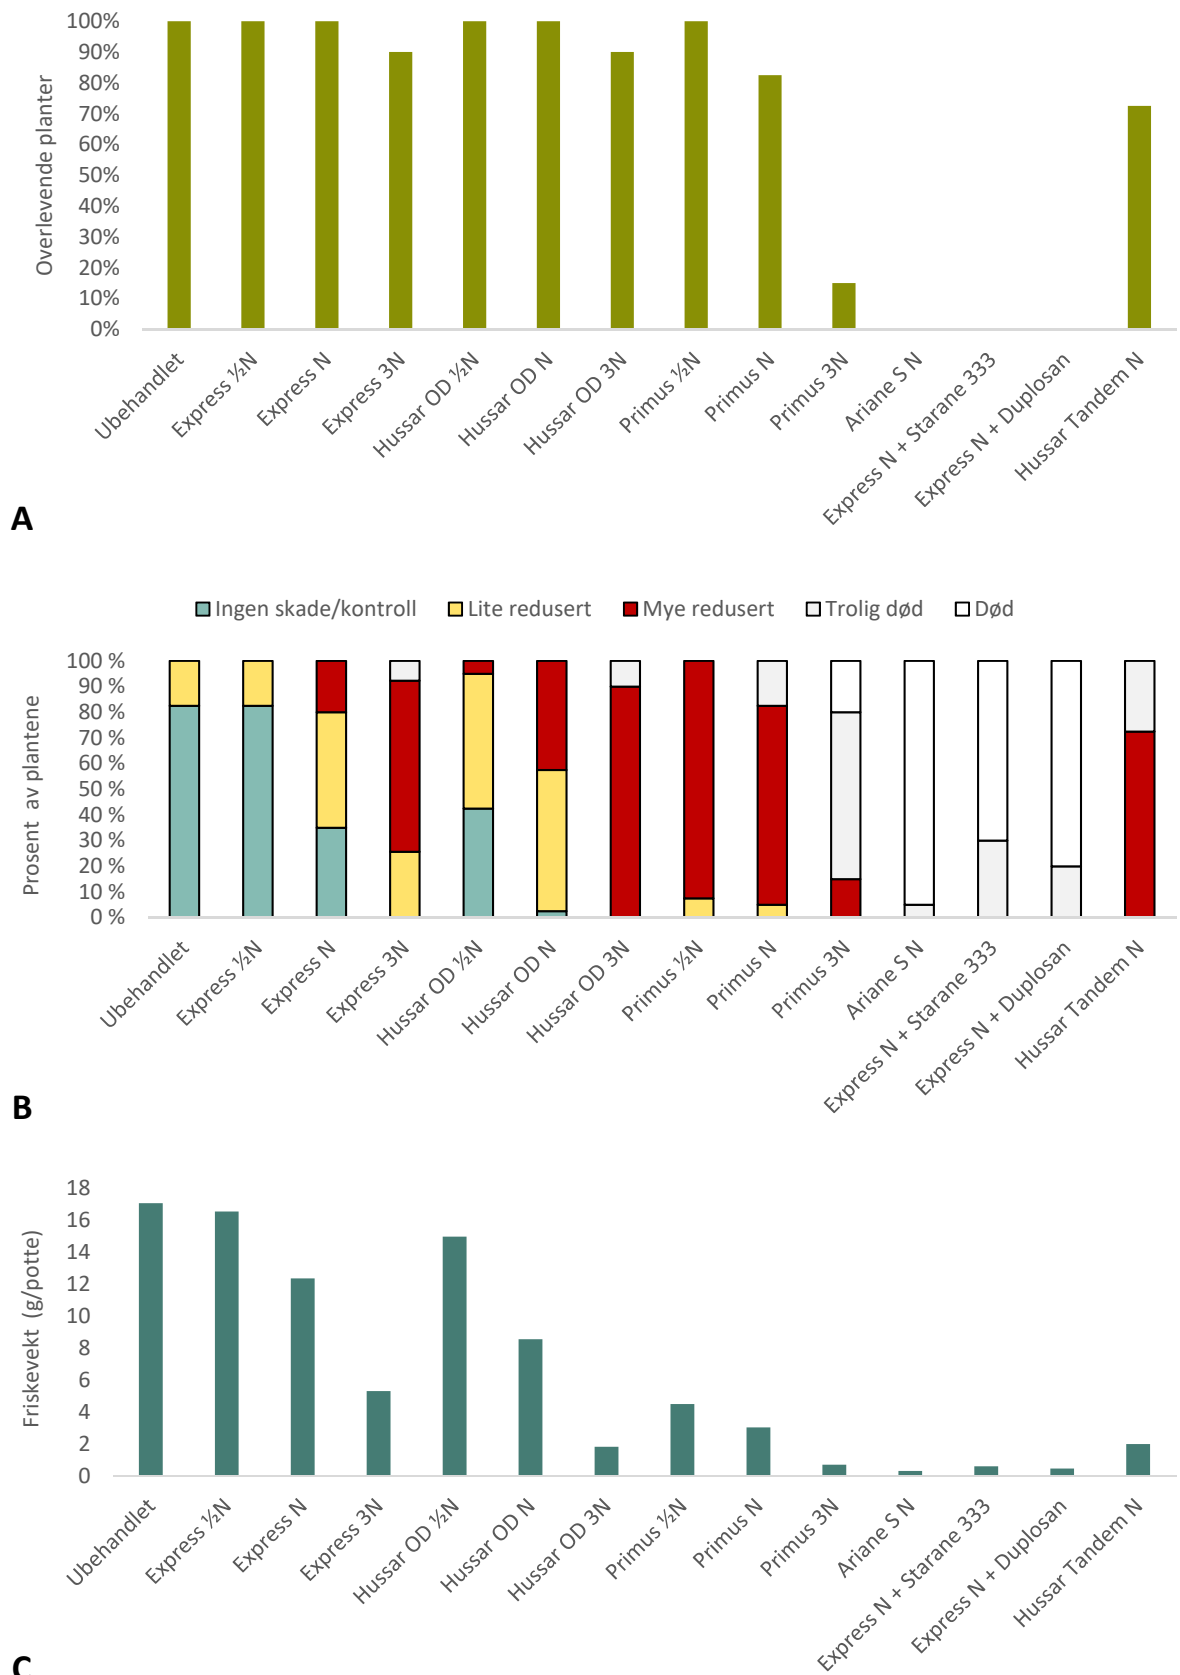 100%
90%
80%
70%
60%
50%
40%
30%
20%
10%
0%
Overlevende planter
Ubehandlet
Express ½N
Express N
Express 3N
Hussar OD ½N
Hussar OD N
Hussar OD 3N
Primus ½N
Primus N
Primus 3N
Ariane S N
Express N + Starane 333
Express N + Duplosan
Hussar Tandem N
A
Ingen skade/kontroll Lite redusert Mye redusert Trolig død Død
100 %
90 %
80 %
70 %
60 %
50 %
40 %
30 %
20 %
10 %
0 %
Prosent av plantene
Ubehandlet
Express ½N
Express N
Express 3N
Hussar OD ½N
Hussar OD N
Hussar OD 3N
Primus ½N
Primus N
Primus 3N
Ariane S N
Express N + Starane 333
Express N + Duplosan
Hussar Tandem N
B
18
16
14
12
10
8
6
4
2
0
Friskevekt (g/potte)
Ubehandlet
Express ½N
Express N
Express 3N
Hussar OD ½N
Hussar OD N
Hussar OD 3N
Primus ½N
Primus N
Primus 3N
Ariane S N
Express N + Starane 333
Express N + Duplosan
Hussar Tandem N
C